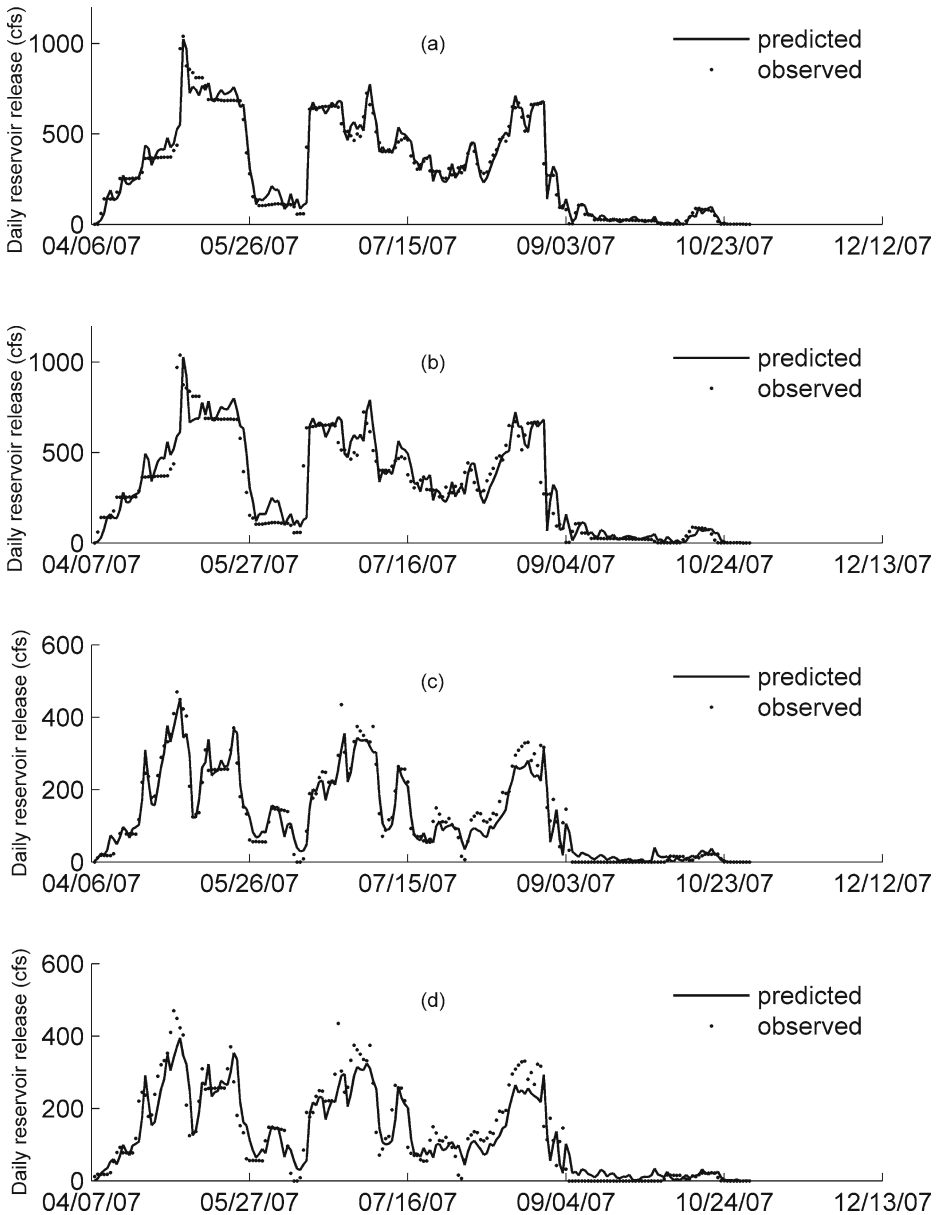 Daily reservoir release (cfs)
1000
500
0
(a)
predicted
observed
04/06/07 05/26/07 07/15/07 09/03/07 10/23/07 12/12/07
Daily reservoir release (cfs)
1000
500
0
(b)
predicted
observed
04/07/07 05/27/07 07/16/07 09/04/07 10/24/07 12/13/07
Daily reservoir release (cfs)
600
400
200
0
(c)
predicted
observed
04/06/07 05/26/07 07/15/07 09/03/07 10/23/07 12/12/07
Daily reservoir release (cfs)
600
400
200
0
(d)
predicted
observed
04/07/07 05/27/07 07/16/07 09/04/07 10/24/07 12/13/07